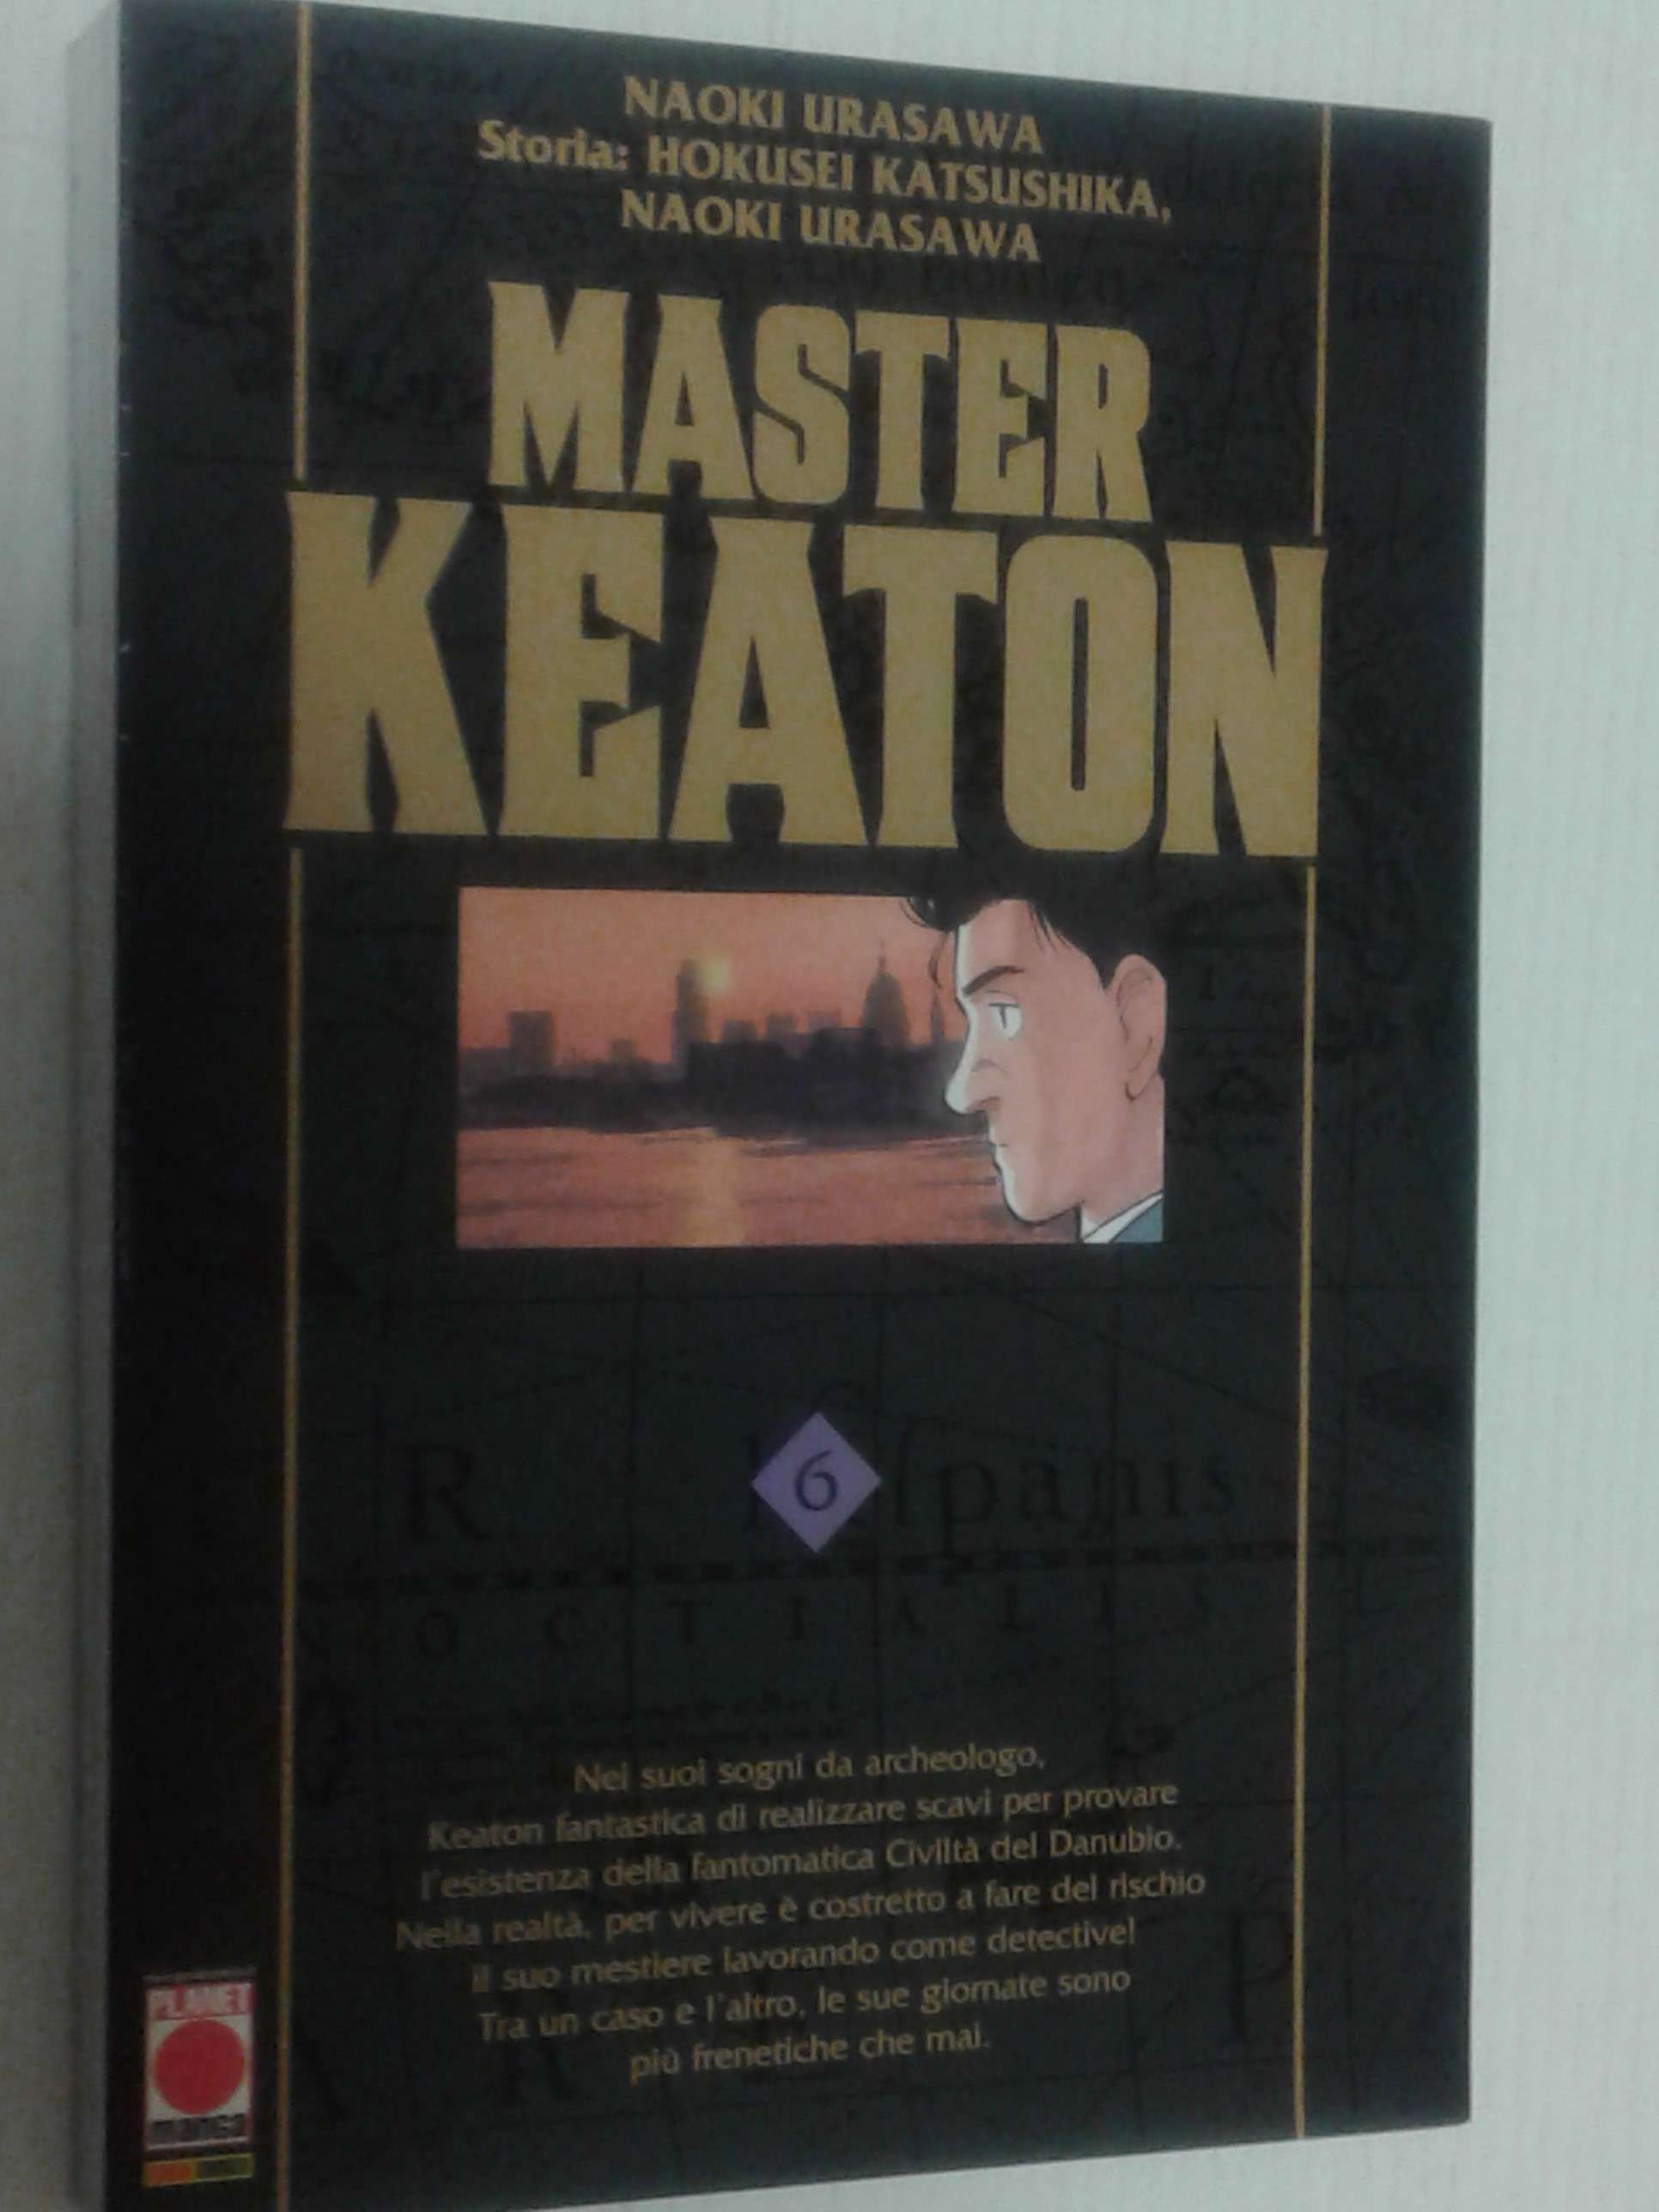 NAOKI URASAWA
Storia: HOKUSEI KATSUSHIKA,
NAOKI URASAWA
MASTER
KEATON
6
R
spanis
NOCTIALIS
Nei suoi sogni da archeologo,
Keaton fantastica di realizzare scavi per provare
l'esistenza della fantomatica Civiltà del Danubio.
Nella realtà, per vivere è costretto a fare del rischio
il suo mestiere lavorando come detective!
Tra un caso e l'altro, le sue giornate sono
più frenetiche che mai.
P
PLANET
MANGA